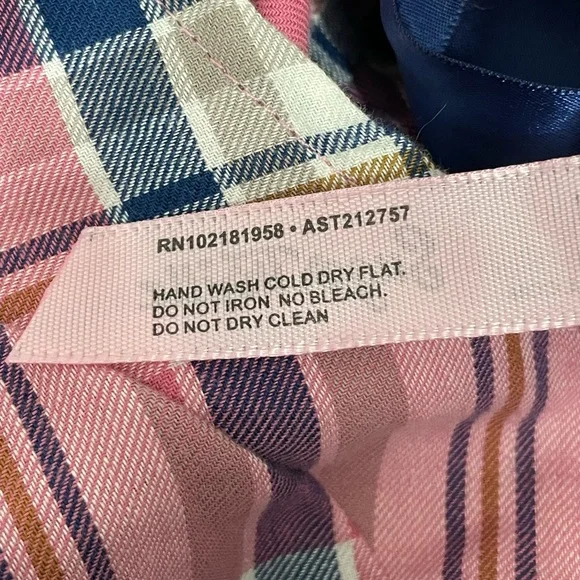 RN102181958 • AST212757
HAND WASH COLD DRY FLAT.
DO NOT IRON NO BLEACH.
DO NOT DRY CLEAN